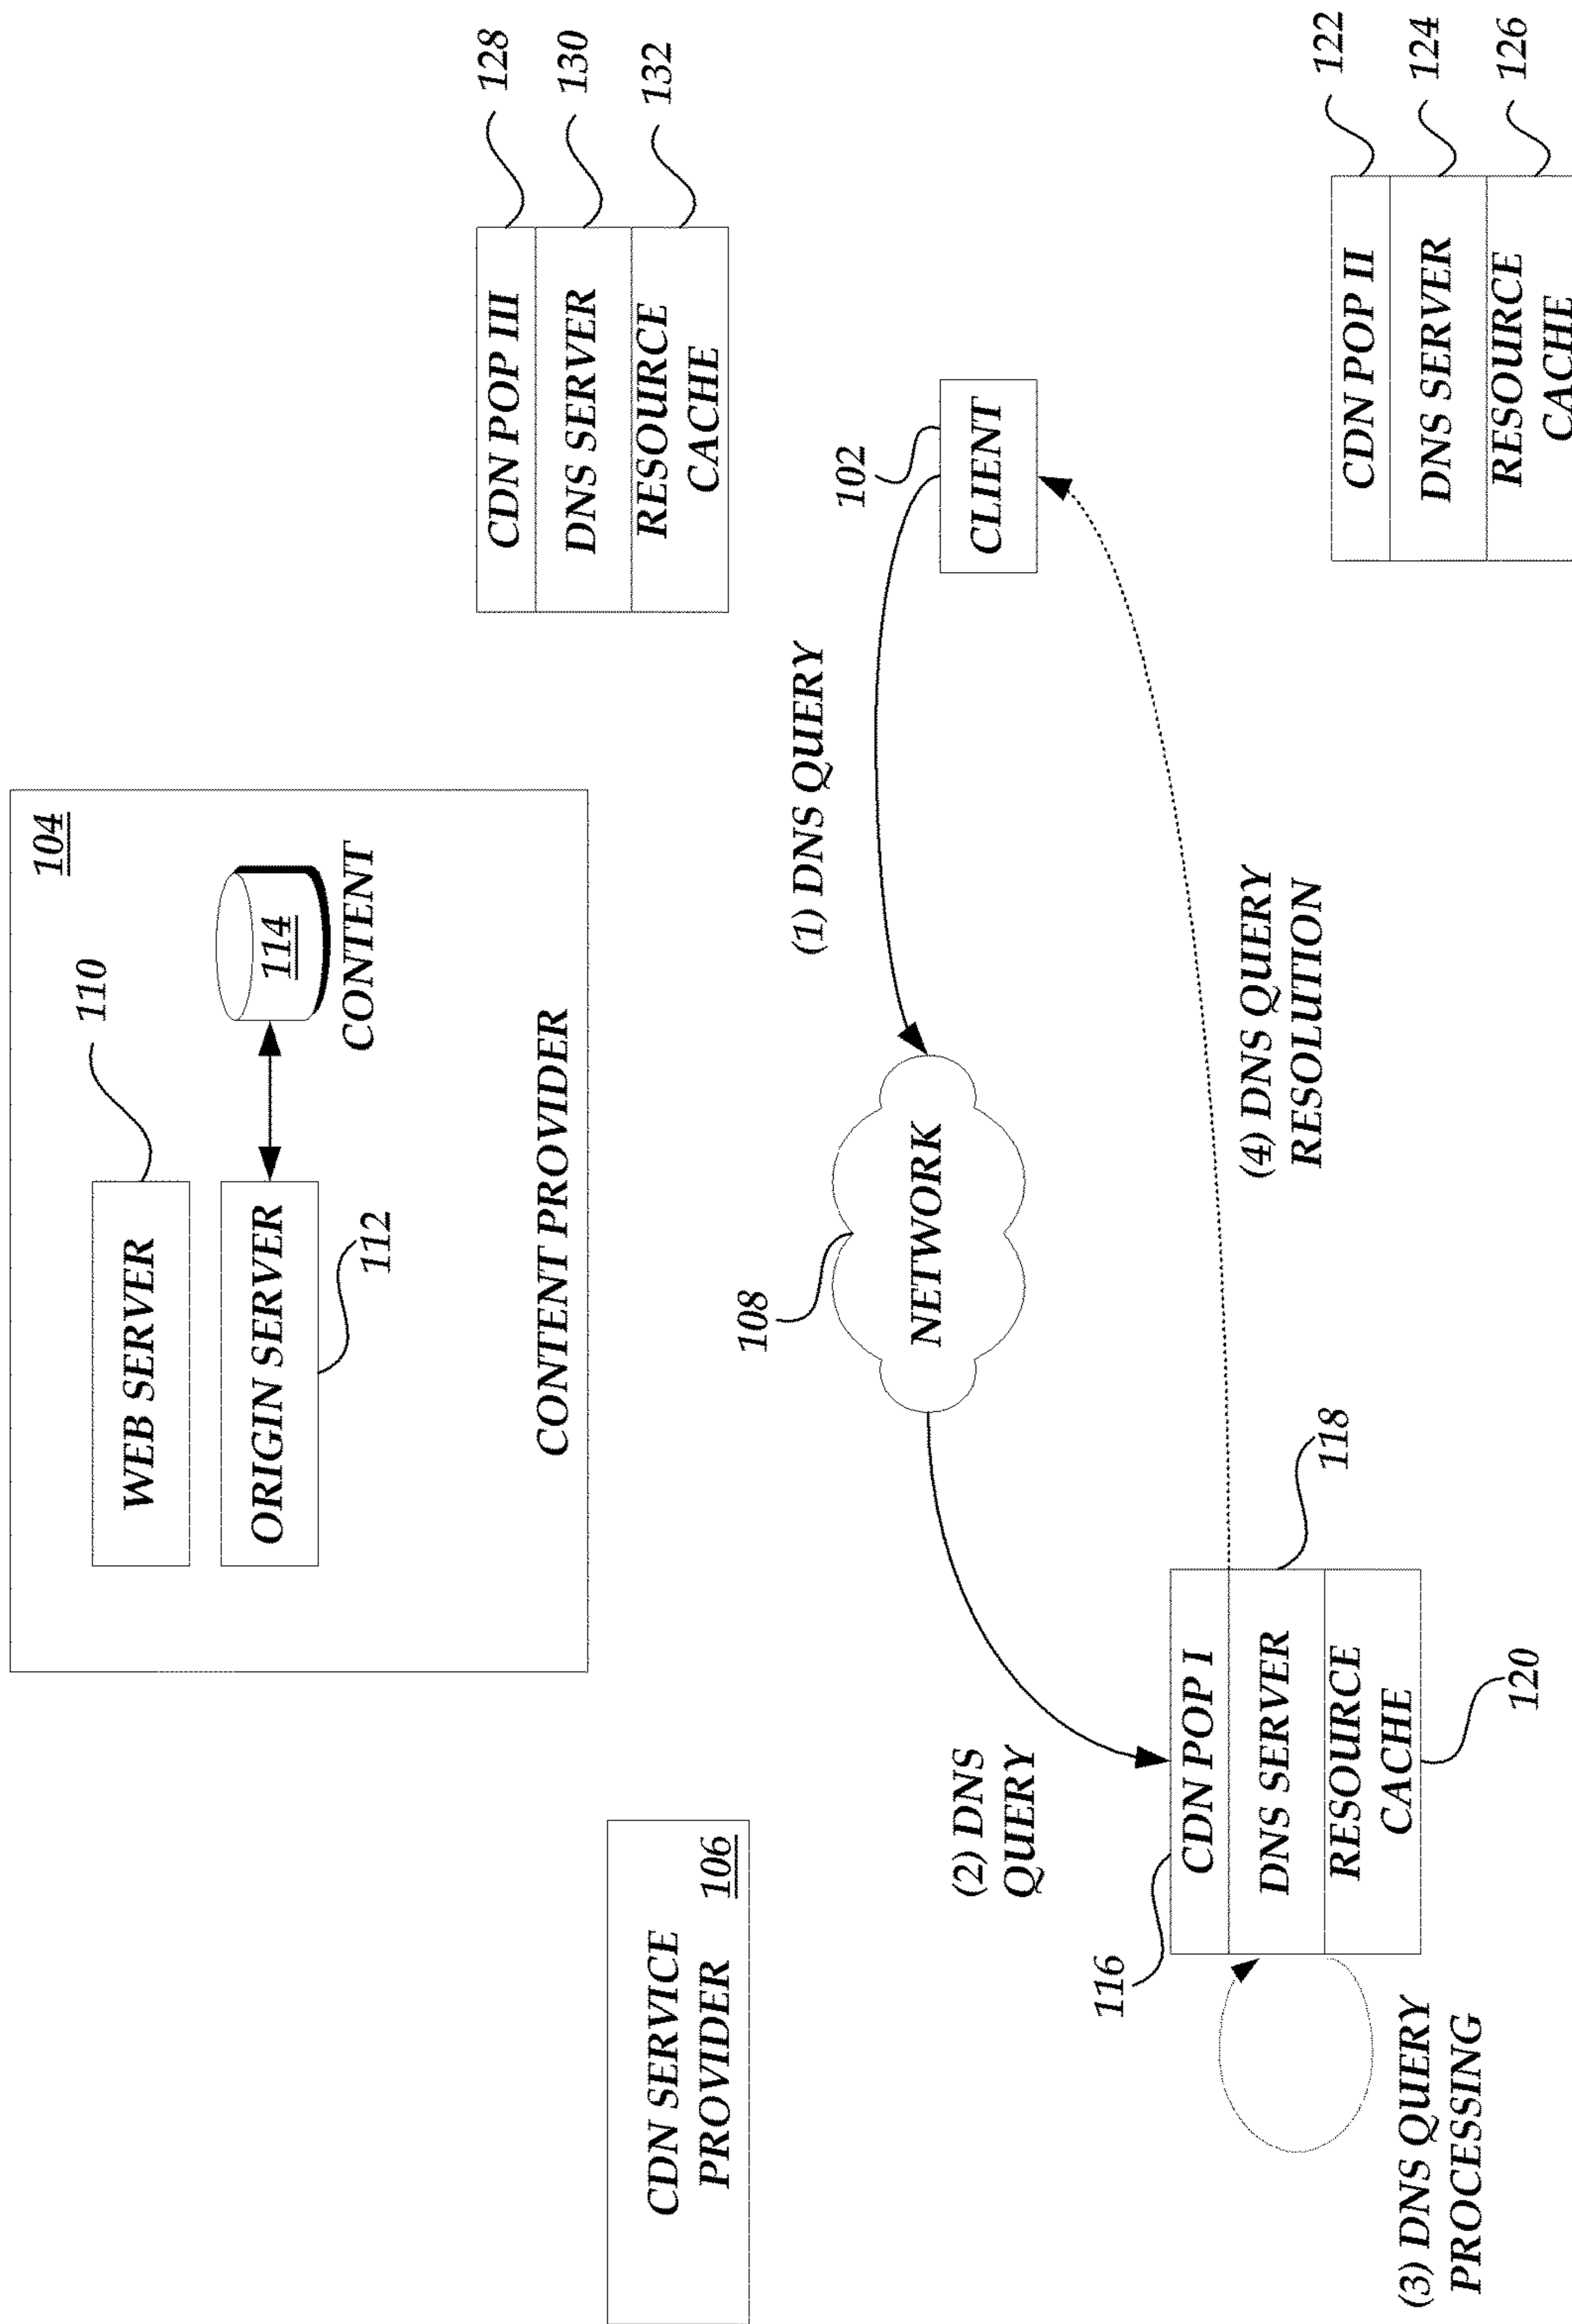 104
110
WEB SERVER
ORIGIN SERVER
114
CONTENT
112
CONTENT PROVIDER
CDN SERVICE
PROVIDER
106
128
CDN POP III
130
DNS SERVER
132
RESOURCE
CACHE
(1) DNS QUERY
102
CLIENT
108
NETWORK
(2) DNS
QUERY
116
CDN POP I
118
DNS SERVER
RESOURCE
CACHE
120
(3) DNS QUERY
PROCESSING
(4) DNS QUERY
RESOLUTION
122
CDN POP II
124
DNS SERVER
126
RESOURCE
CACHE